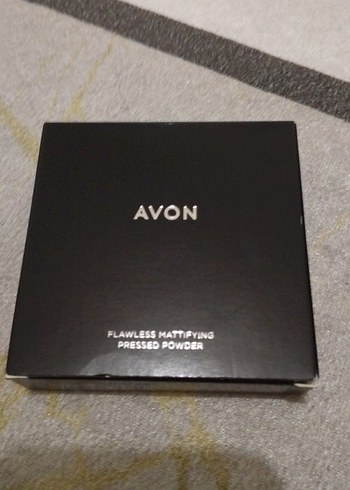 AVON
FLAWLESS MATTIFYING
PRESSED POWDER